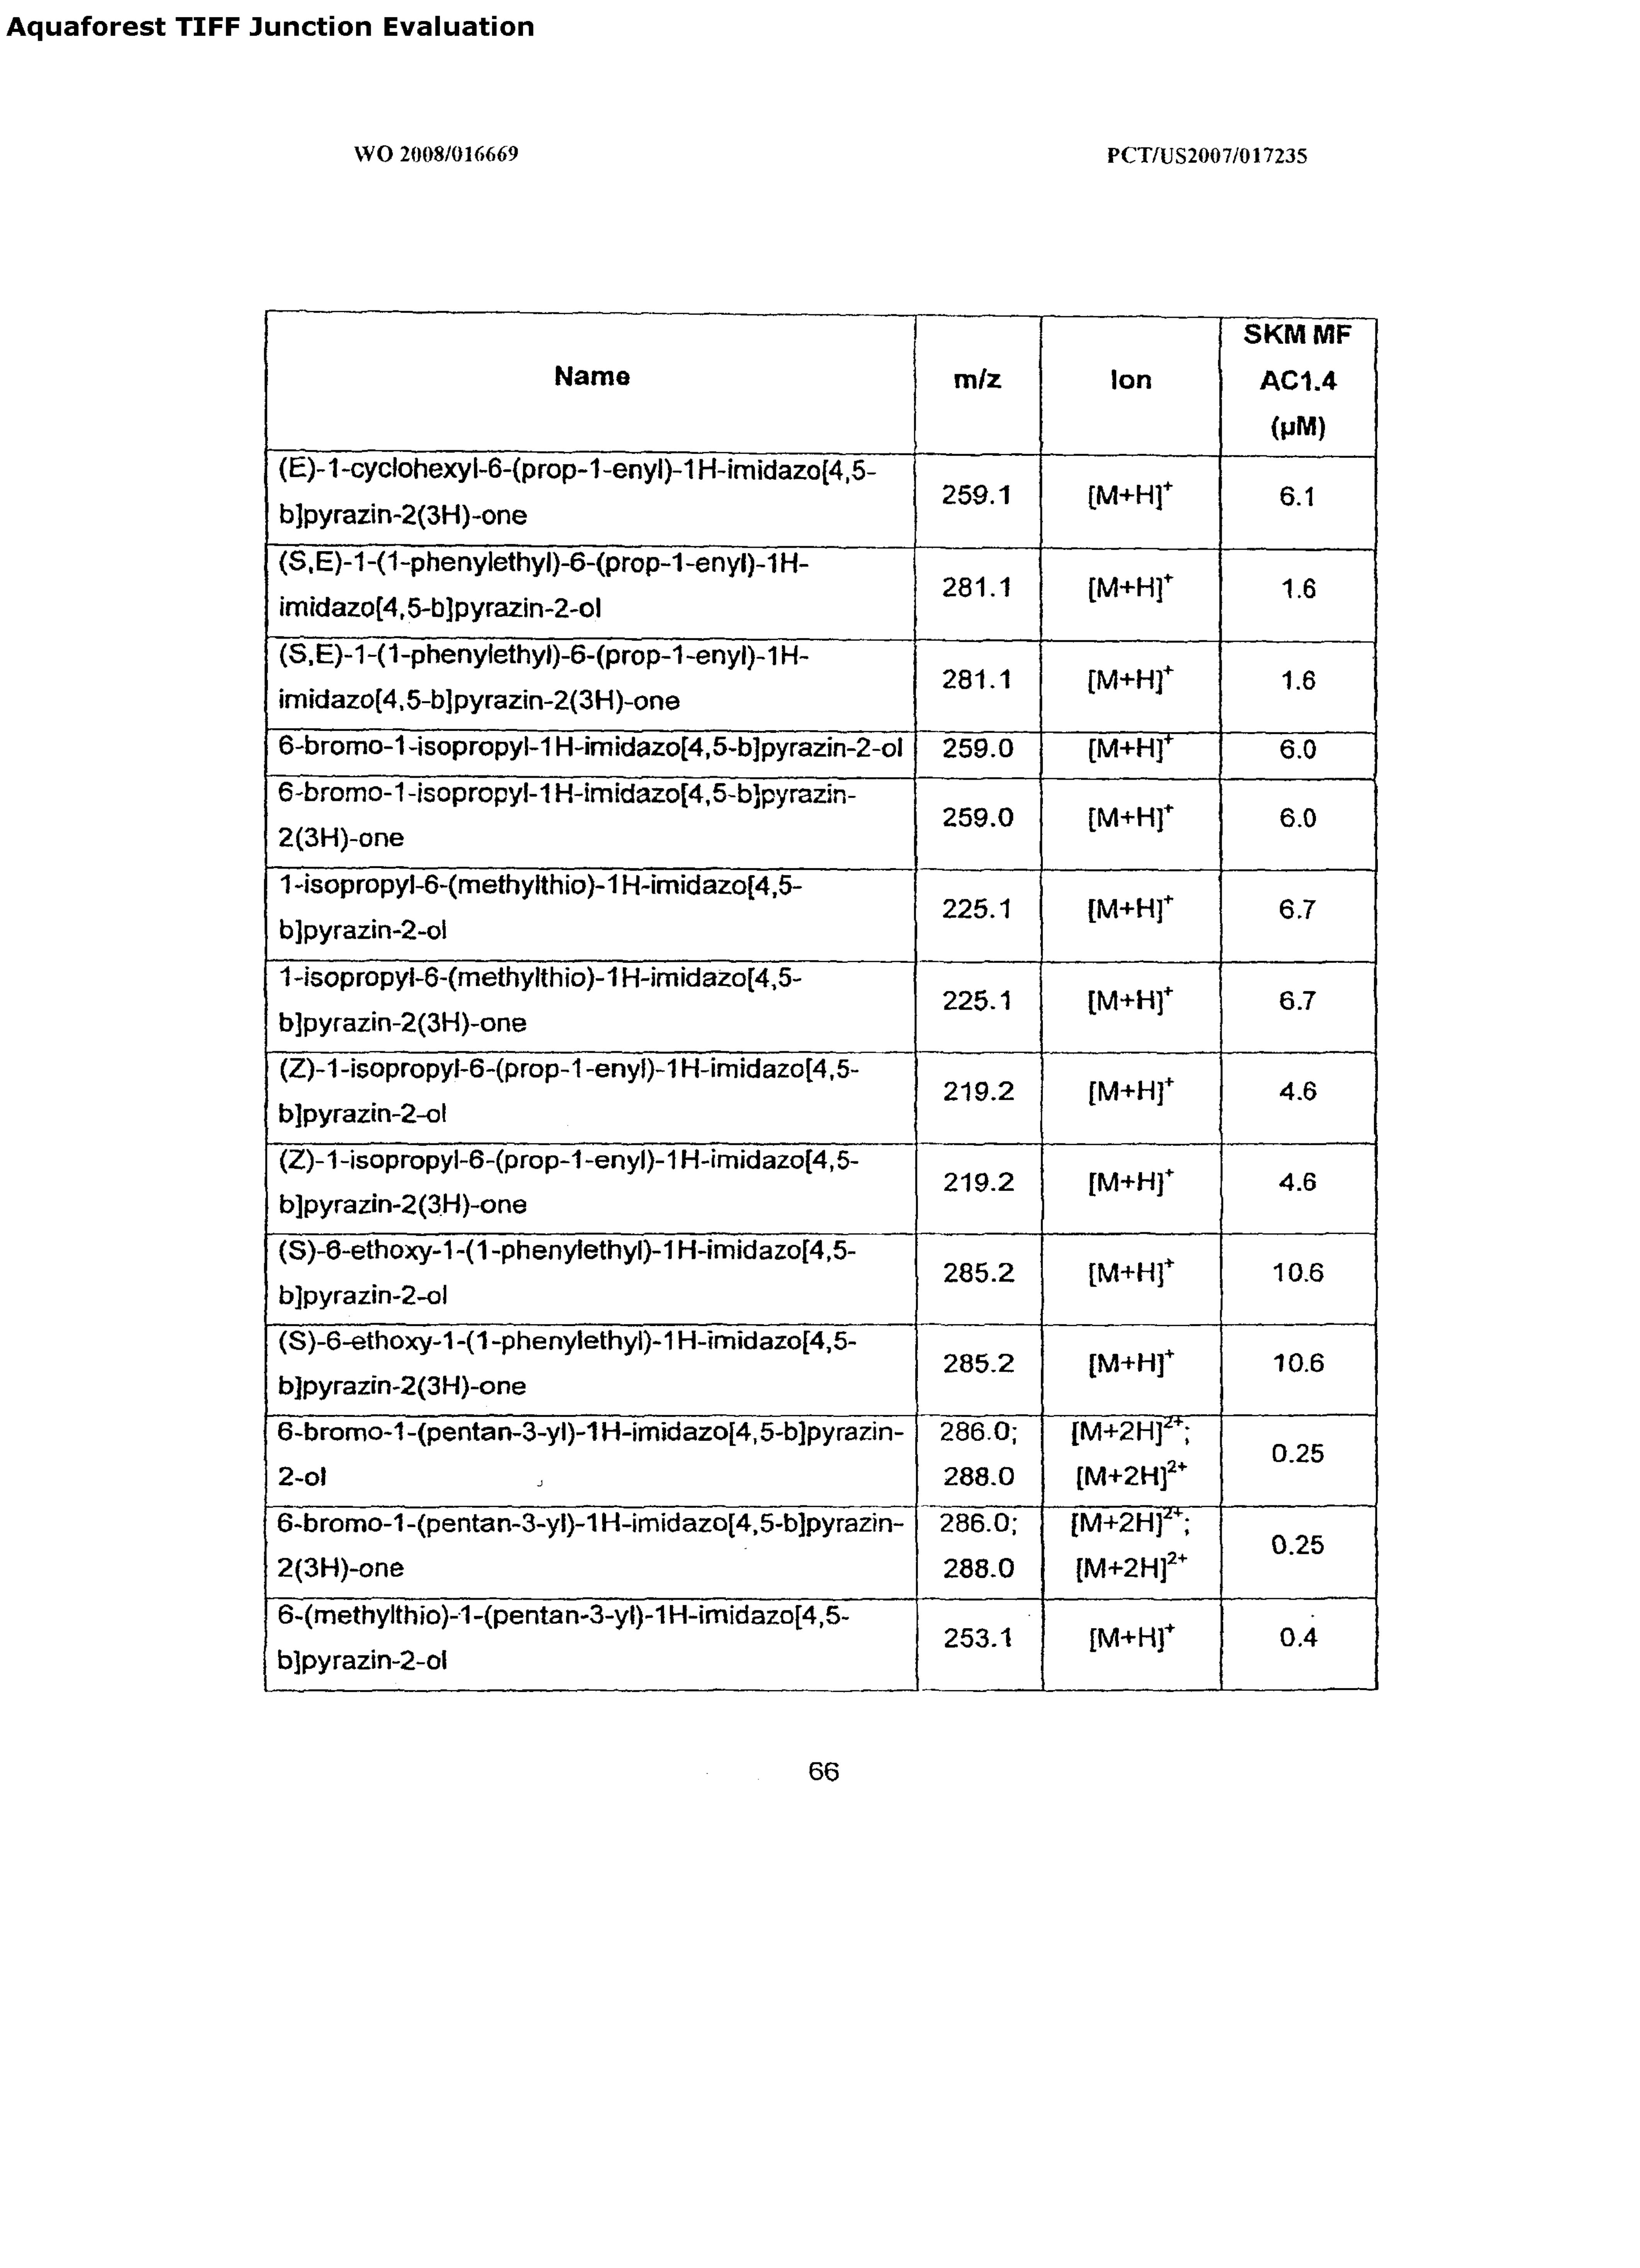 Aquaforest TIFF Junction Evaluation
WO 2008/016669 PCT/US2007/017235
Name m/z Ion SKM MF
AC1.4
(µM)
(E)-1-cyclohexyl-6-(prop-1-enyl)-1H-imidazo[4,5-
b]pyrazin-2(3H)-one 259.1 [M+H]⁺ 6.1
(S,E)-1-(1-phenylethyl)-6-(prop-1-enyl)-1H-
imidazo[4,5-b]pyrazin-2-ol 281.1 [M+H]⁺ 1.6
(S,E)-1-(1-phenylethyl)-6-(prop-1-enyl)-1H-
imidazo[4,5-b]pyrazin-2(3H)-one 281.1 [M+H]⁺ 1.6
6-bromo-1-isopropyl-1H-imidazo[4,5-b]pyrazin-2-ol 259.0 [M+H]⁺ 6.0
6-bromo-1-isopropyl-1H-imidazo[4,5-b]pyrazin-
2(3H)-one 259.0 [M+H]⁺ 6.0
1-isopropyl-6-(methylthio)-1H-imidazo[4,5-
b]pyrazin-2-ol 225.1 [M+H]⁺ 6.7
1-isopropyl-6-(methylthio)-1H-imidazo[4,5-
b]pyrazin-2(3H)-one 225.1 [M+H]⁺ 6.7
(Z)-1-isopropyl-6-(prop-1-enyl)-1H-imidazo[4,5-
b]pyrazin-2-ol 219.2 [M+H]⁺ 4.6
(Z)-1-isopropyl-6-(prop-1-enyl)-1H-imidazo[4,5-
b]pyrazin-2(3H)-one 219.2 [M+H]⁺ 4.6
(S)-6-ethoxy-1-(1-phenylethyl)-1H-imidazo[4,5-
b]pyrazin-2-ol 285.2 [M+H]⁺ 10.6
(S)-6-ethoxy-1-(1-phenylethyl)-1H-imidazo[4,5-
b]pyrazin-2(3H)-one 285.2 [M+H]⁺ 10.6
6-bromo-1-(pentan-3-yl)-1H-imidazo[4,5-b]pyrazin- 286.0; [M+2H]²⁺;
2-ol 288.0 [M+2H]²⁺ 0.25
6-bromo-1-(pentan-3-yl)-1H-imidazo[4,5-b]pyrazin- 286.0; [M+2H]²⁺;
2(3H)-one 288.0 [M+2H]²⁺ 0.25
6-(methylthio)-1-(pentan-3-yl)-1H-imidazo[4,5-
b]pyrazin-2-ol 253.1 [M+H]⁺ 0.4
66